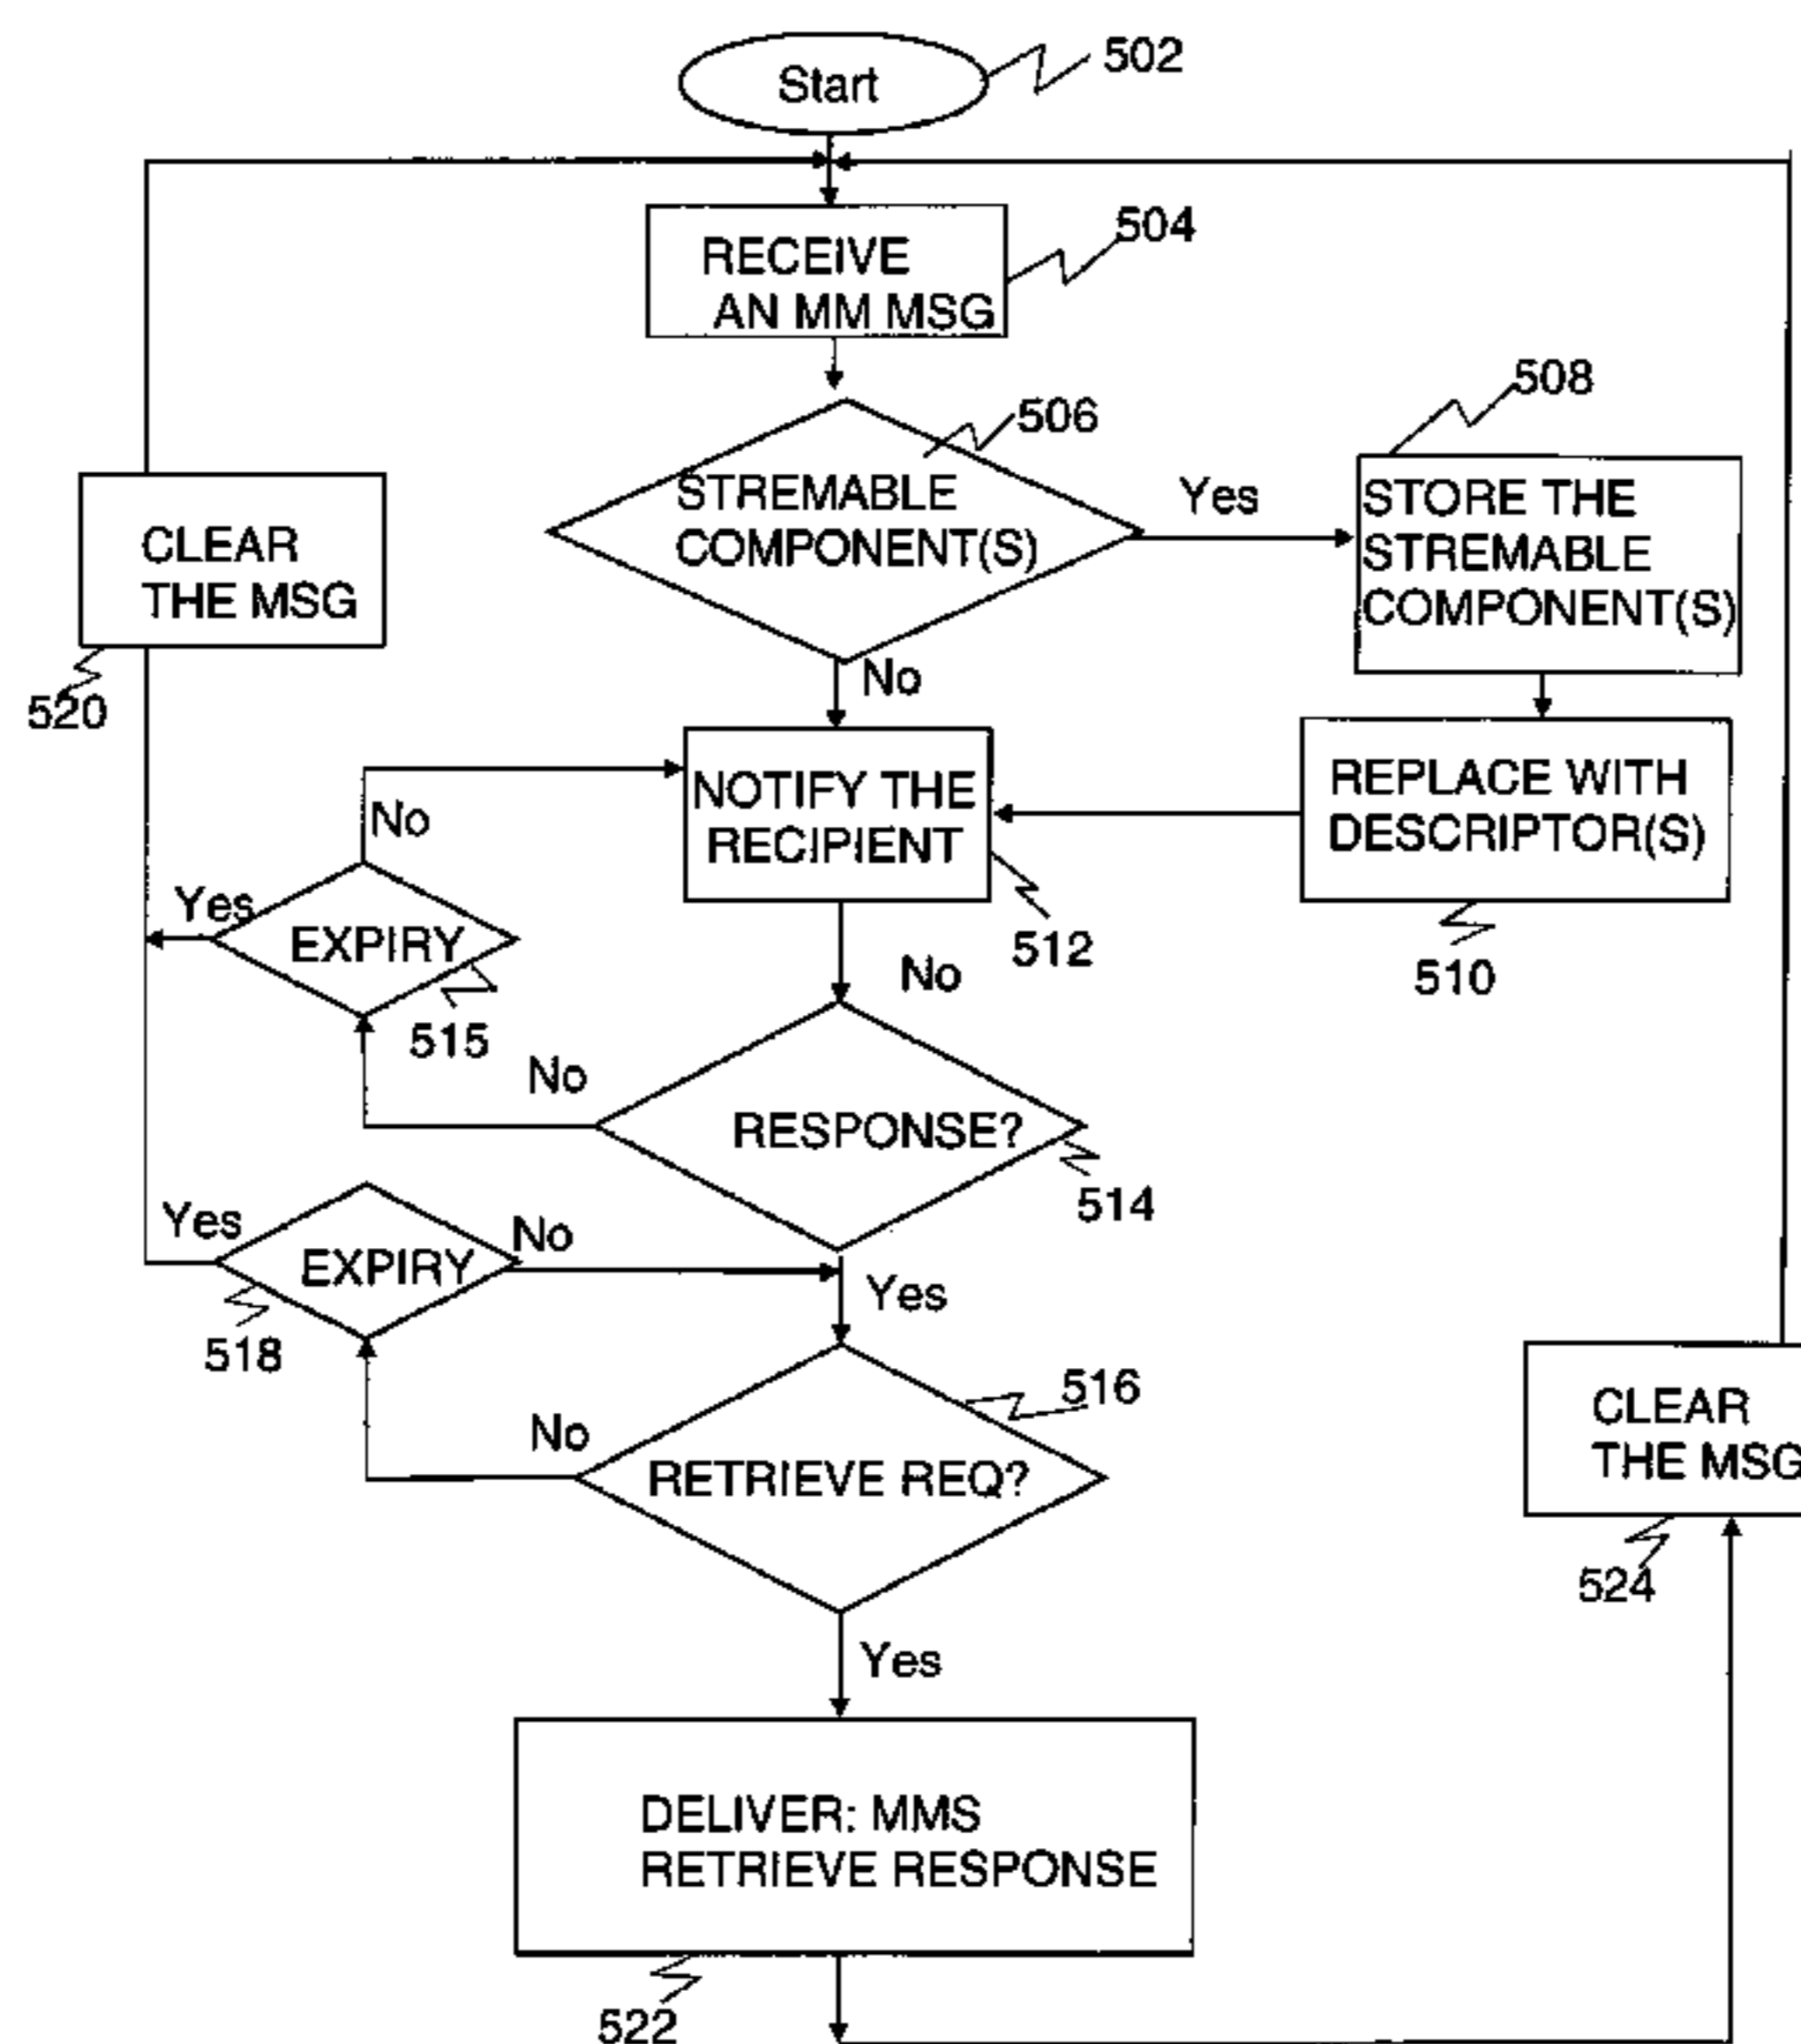 Start
502
RECEIVE
AN MM MSG
504
STREMABLE
COMPONENT(S)
506
Yes
STORE THE
STREMABLE
COMPONENT(S)
508
CLEAR
THE MSG
520
No
NOTIFY THE
RECIPIENT
512
REPLACE WITH
DESCRIPTOR(S)
510
No
Yes
EXPIRY
515
No
No
RESPONSE?
514
Yes
EXPIRY
No
518
Yes
RETRIEVE REQ?
516
No
CLEAR
THE MSG
524
Yes
DELIVER: MMS
RETRIEVE RESPONSE
522